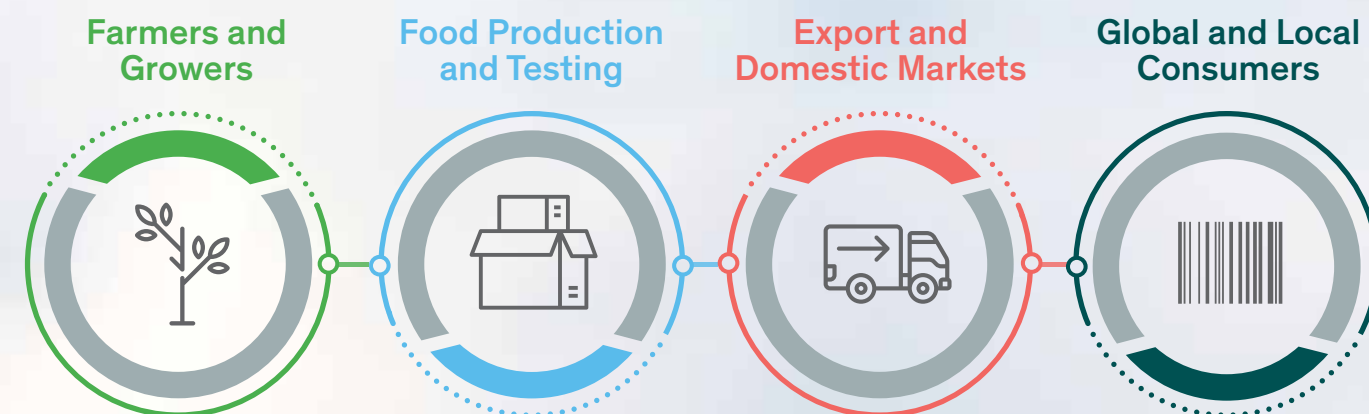 Farmers and
Growers
Food Production
and Testing
Export and
Domestic Markets
Global and Local
Consumers